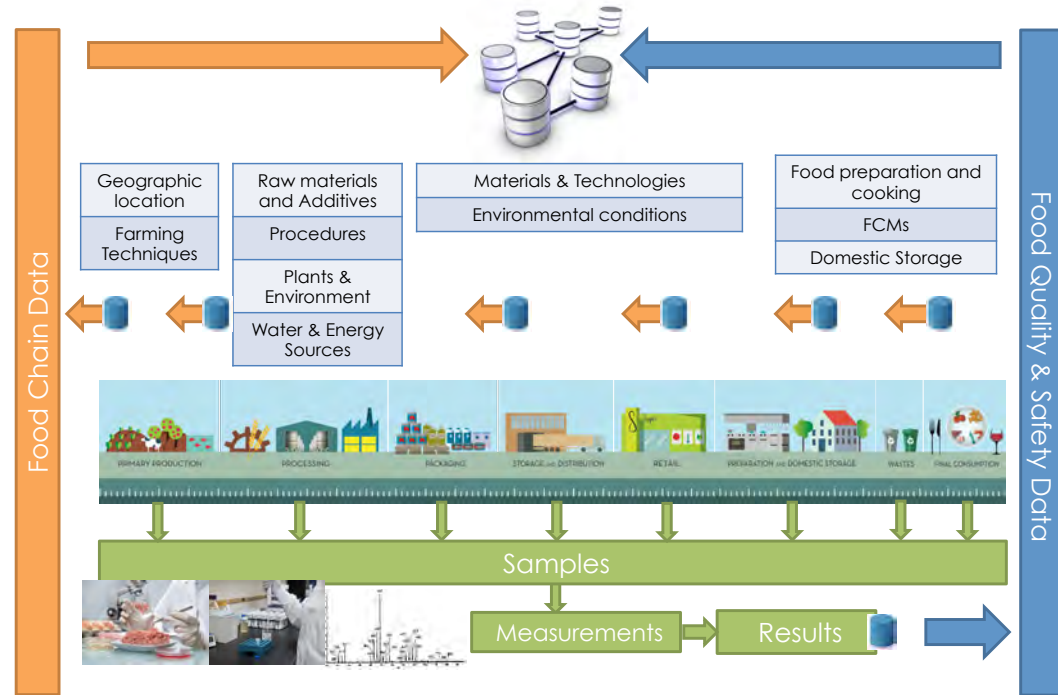 Food Chain Data
Food Quality & Safety Data
Geographic
location
Farming
Techniques
Raw materials
and Additives
Procedures
Plants &
Environment
Water & Energy
Sources
Materials & Technologies
Environmental conditions
Food preparation and
cooking
FCMs
Domestic Storage
PRIMARY PRODUCTION
PROCESSING
PACKAGING
STORAGE AND DISTRIBUTION
RETAIL
PREPARATION AND DOMESTIC STORAGE
WASTES
FINAL CONSUMPTION
Samples
Measurements
Results